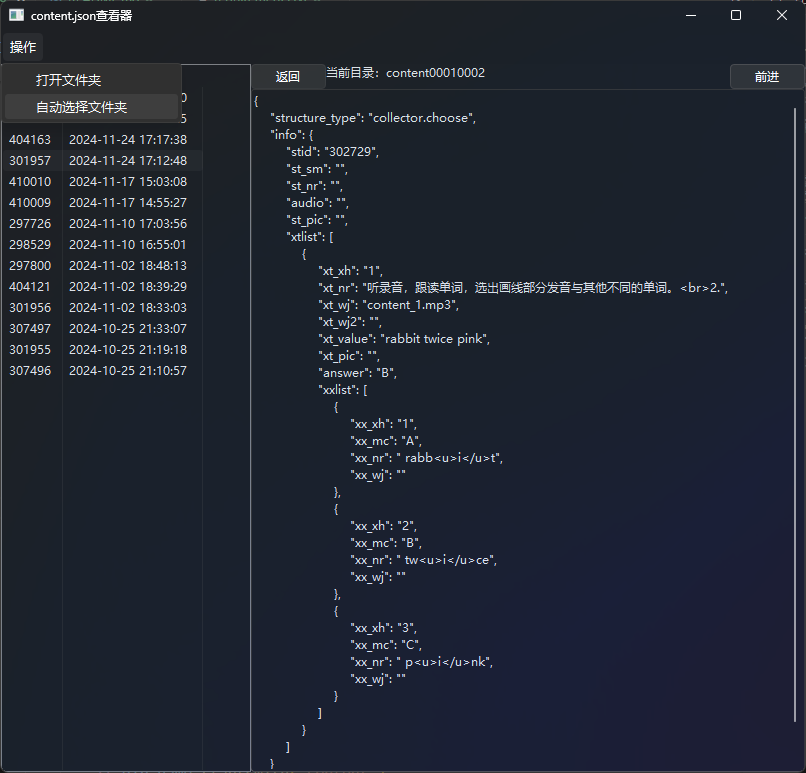 content.json查看器
操作
打开文件夹
自动选择文件夹
0
5
404163 2024-11-24 17:17:38
301957 2024-11-24 17:12:48
410010 2024-11-17 15:03:08
410009 2024-11-17 14:55:27
297726 2024-11-10 17:03:56
298529 2024-11-10 16:55:01
297800 2024-11-02 18:48:13
404121 2024-11-02 18:39:29
301956 2024-11-02 18:33:03
307497 2024-10-25 21:33:07
301955 2024-10-25 21:19:18
307496 2024-10-25 21:10:57
返回 当前目录：content00010002 前进
{
"structure_type": "collector.choose",
"info": {
"stid": "302729",
"st_sm": "",
"st_nr": "",
"audio": "",
"st_pic": "",
"xtlist": [
{
"xt_xh": "1",
"xt_nr": "听录音，跟读单词，选出画线部分发音与其他不同的单词。<br>2.",
"xt_wj": "content_1.mp3",
"xt_wj2": "",
"xt_value": "rabbit twice pink",
"xt_pic": "",
"answer": "B",
"xxlist": [
{
"xx_xh": "1",
"xx_mc": "A",
"xx_nr": " rabb<u>i</u>t",
"xx_wj": ""
},
{
"xx_xh": "2",
"xx_mc": "B",
"xx_nr": " tw<u>i</u>ce",
"xx_wj": ""
},
{
"xx_xh": "3",
"xx_mc": "C",
"xx_nr": " p<u>i</u>nk",
"xx_wj": ""
}
]
}
]
}